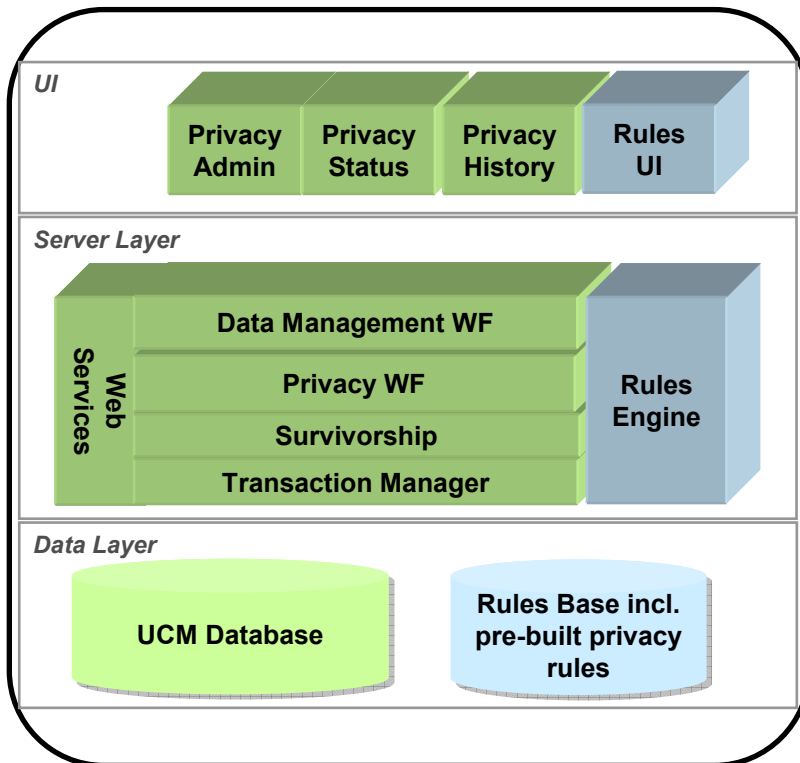 UI
Privacy
Admin
Privacy
Status
Privacy
History
Rules
UI
Server Layer
Web
Services
Data Management WF
Privacy WF
Survivorship
Transaction Manager
Rules
Engine
Data Layer
UCM Database
Rules Base incl.
pre-built privacy
rules